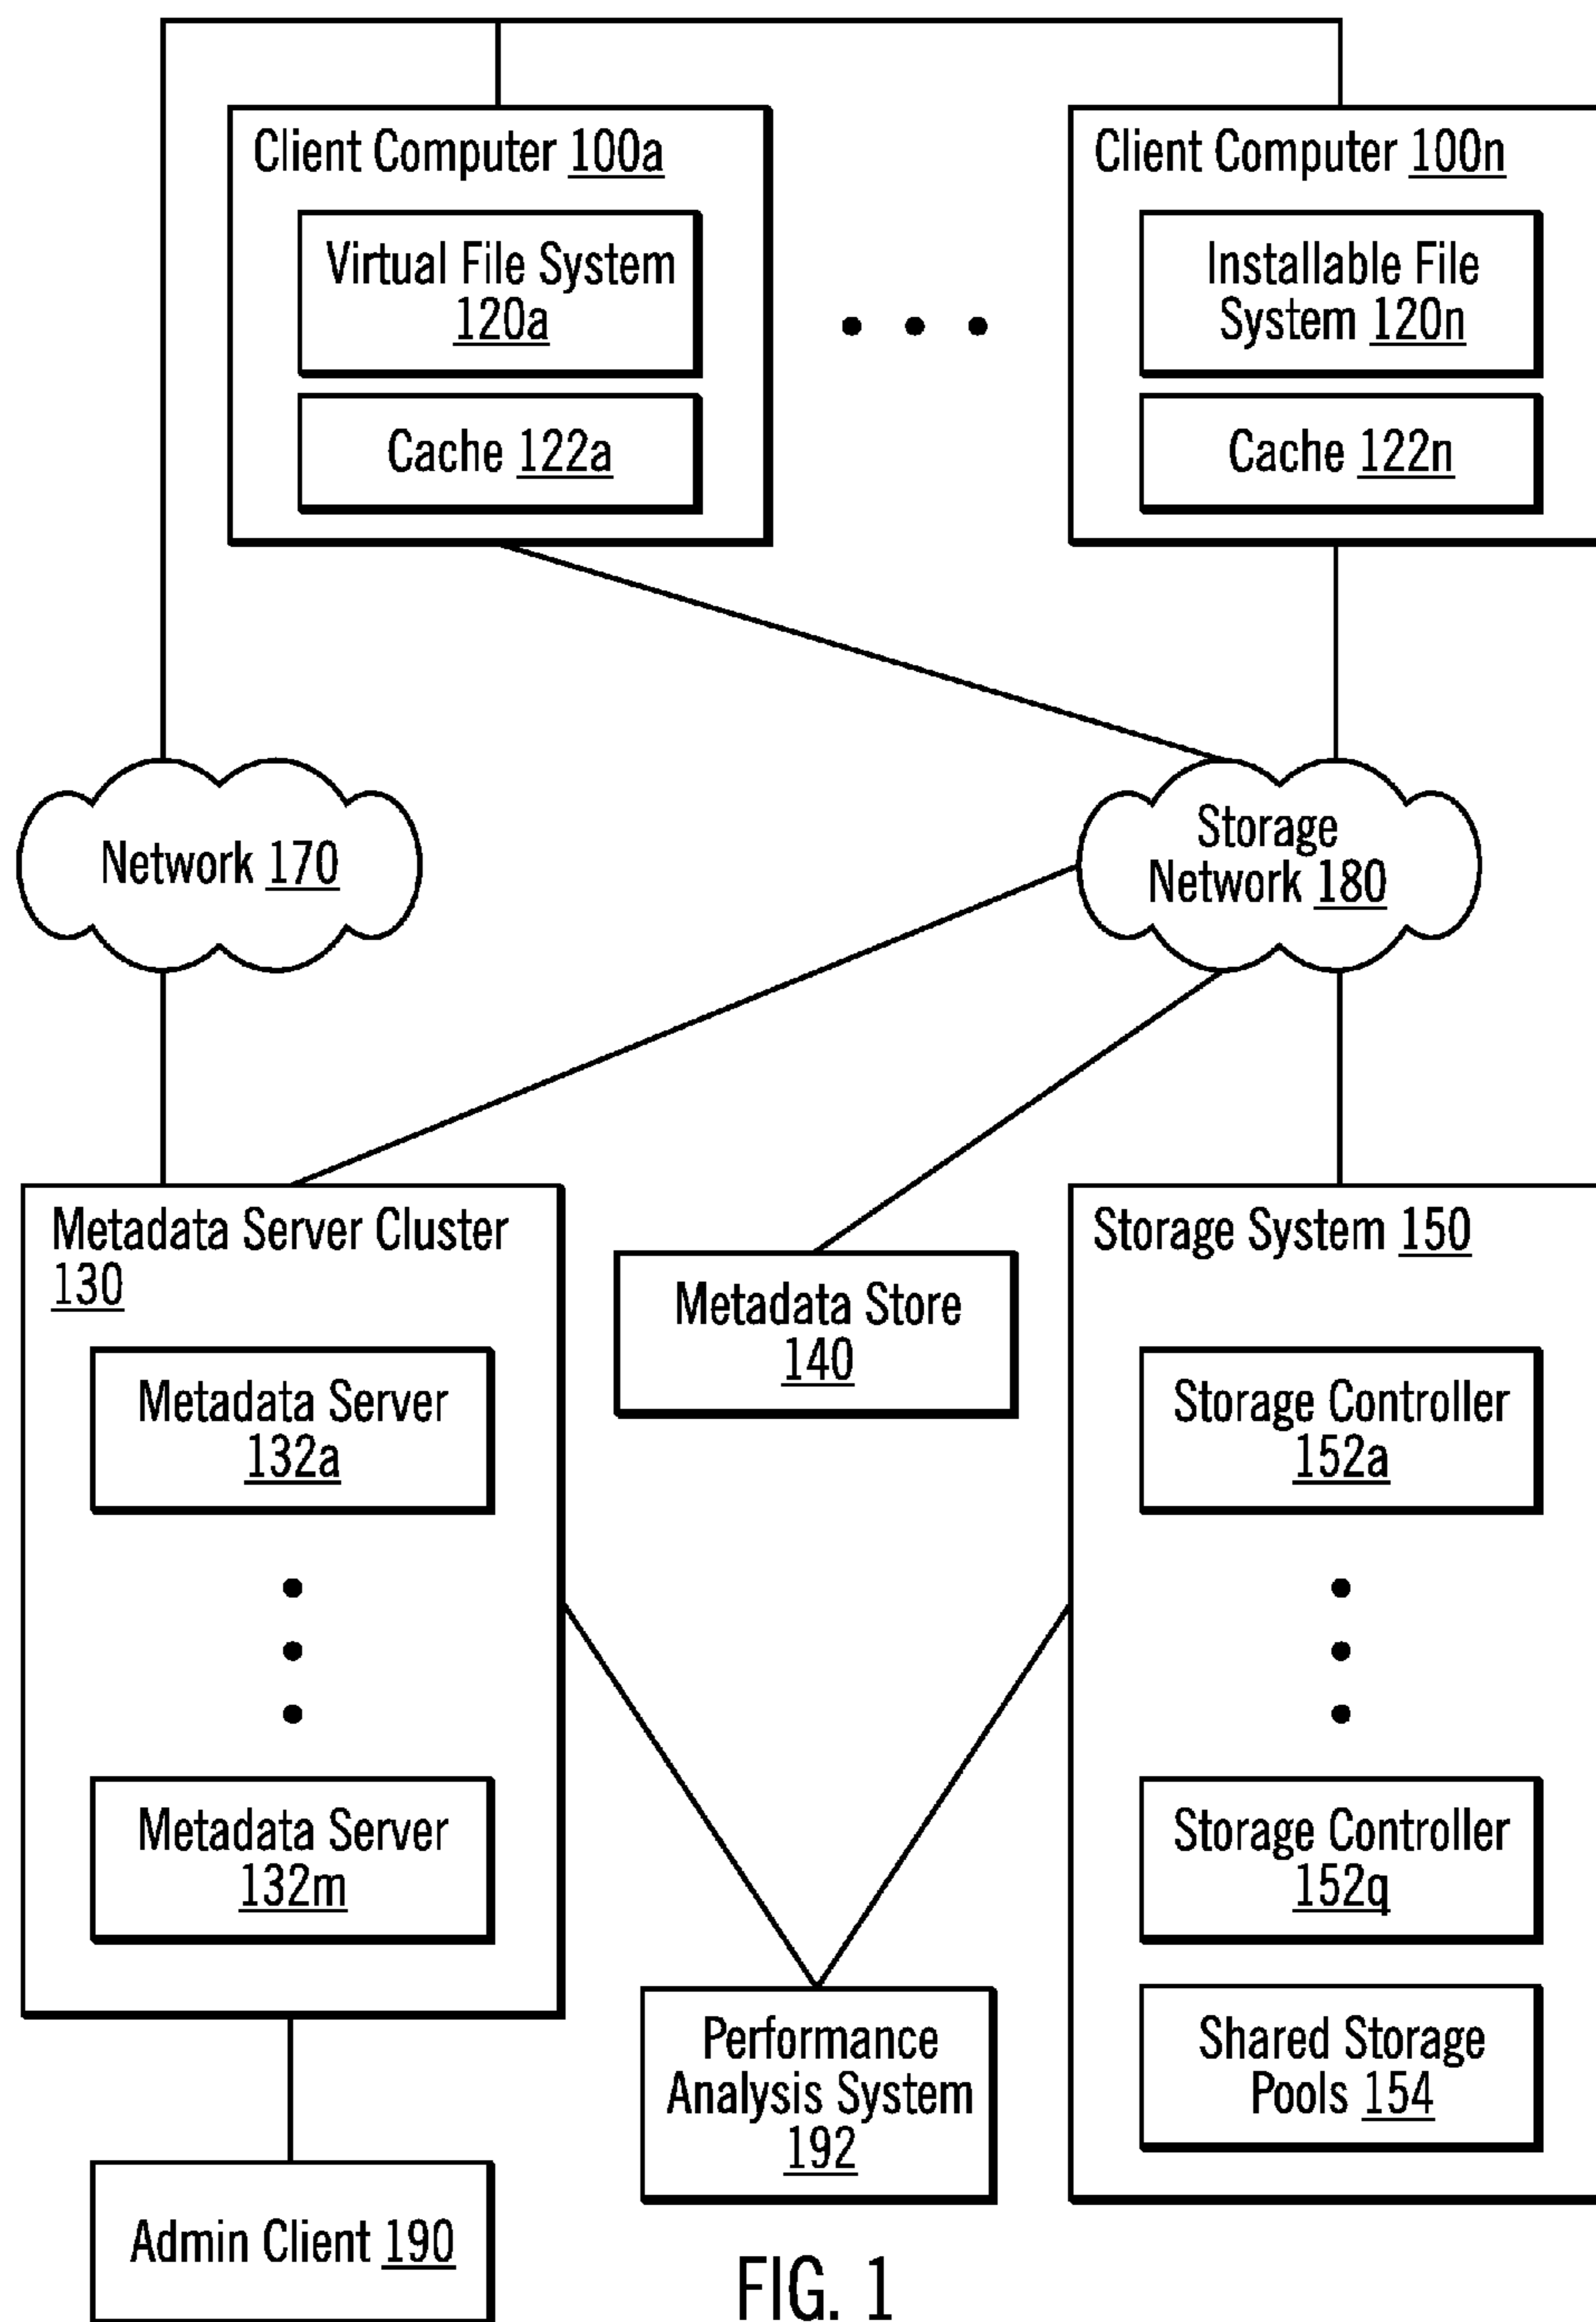 Client Computer 100a
Virtual File System
120a
Cache 122a
Client Computer 100n
Installable File
System 120n
Cache 122n
Network 170
Storage
Network 180
Metadata Server Cluster
130
Metadata Server
132a
Metadata Server
132m
Metadata Store
140
Storage System 150
Storage Controller
152a
Storage Controller
152q
Shared Storage
Pools 154
Performance
Analysis System
192
Admin Client 190
FIG. 1